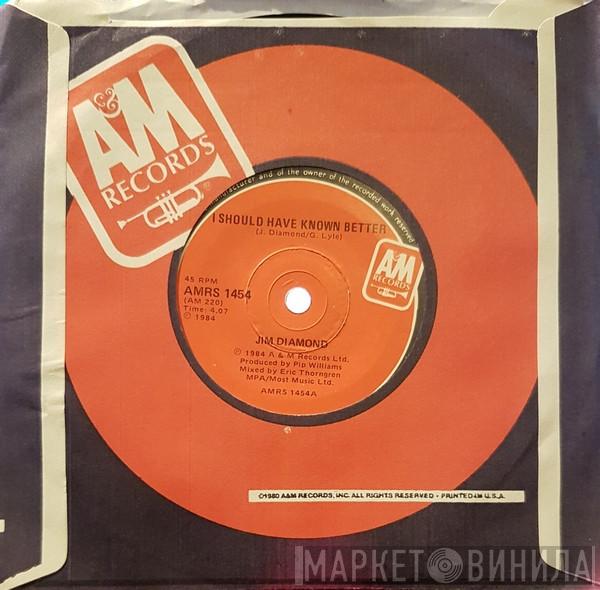 A&M
RECORDS
manufacturer and of the owner of the recorded work reserved
I SHOULD HAVE KNOWN BETTER
(J. Diamond/G. Lyle)
A&M
RECORDS
45 RPM
AMRS 1454
(AM 220)
Time: 4.07
℗ 1984
JIM DIAMOND
℗ 1984 A & M Records Ltd.
Produced by Pip Williams
Mixed by Eric Thorngren
MPA/Most Music Ltd.
AMRS 1454A
©1980 A&M RECORDS, INC. ALL RIGHTS RESERVED • PRINTED IN U.S.A.
МАРКЕТ ВИНИЛА